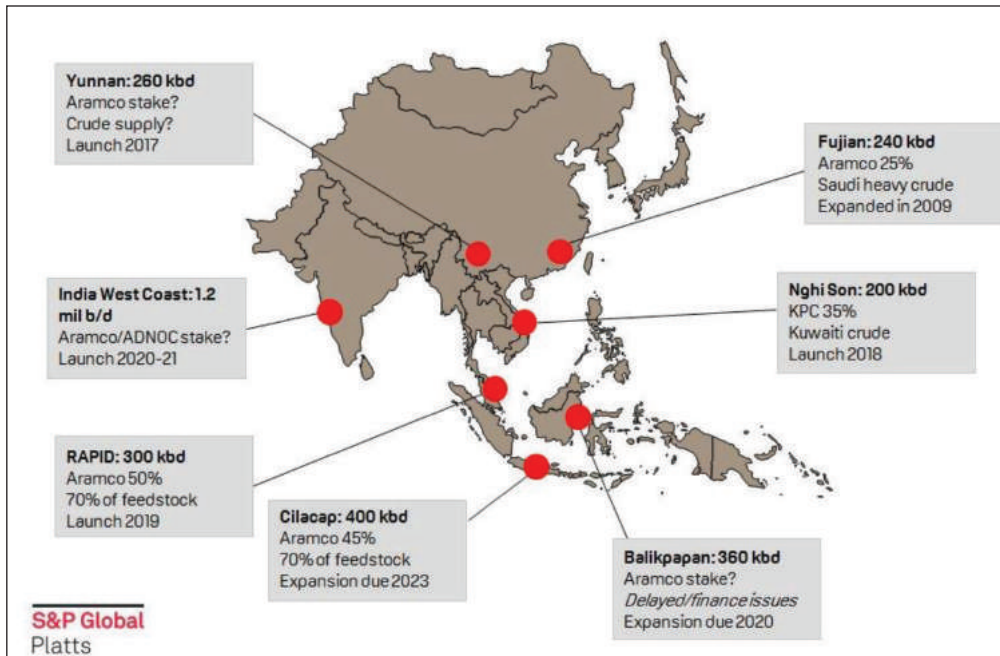 Yunnan: 260 kbd
Aramco stake?
Crude supply?
Launch 2017
Fujian: 240 kbd
Aramco 25%
Saudi heavy crude
Expanded in 2009
India West Coast: 1.2
mil b/d
Aramco/ADNOC stake?
Launch 2020-21
Nghi Son: 200 kbd
KPC 35%
Kuwaiti crude
Launch 2018
RAPID: 300 kbd
Aramco 50%
70% of feedstock
Launch 2019
Cilacap: 400 kbd
Aramco 45%
70% of feedstock
Expansion due 2023
Balikpapan: 360 kbd
Aramco stake?
Delayed/finance issues
Expansion due 2020
S&P Global
Platts